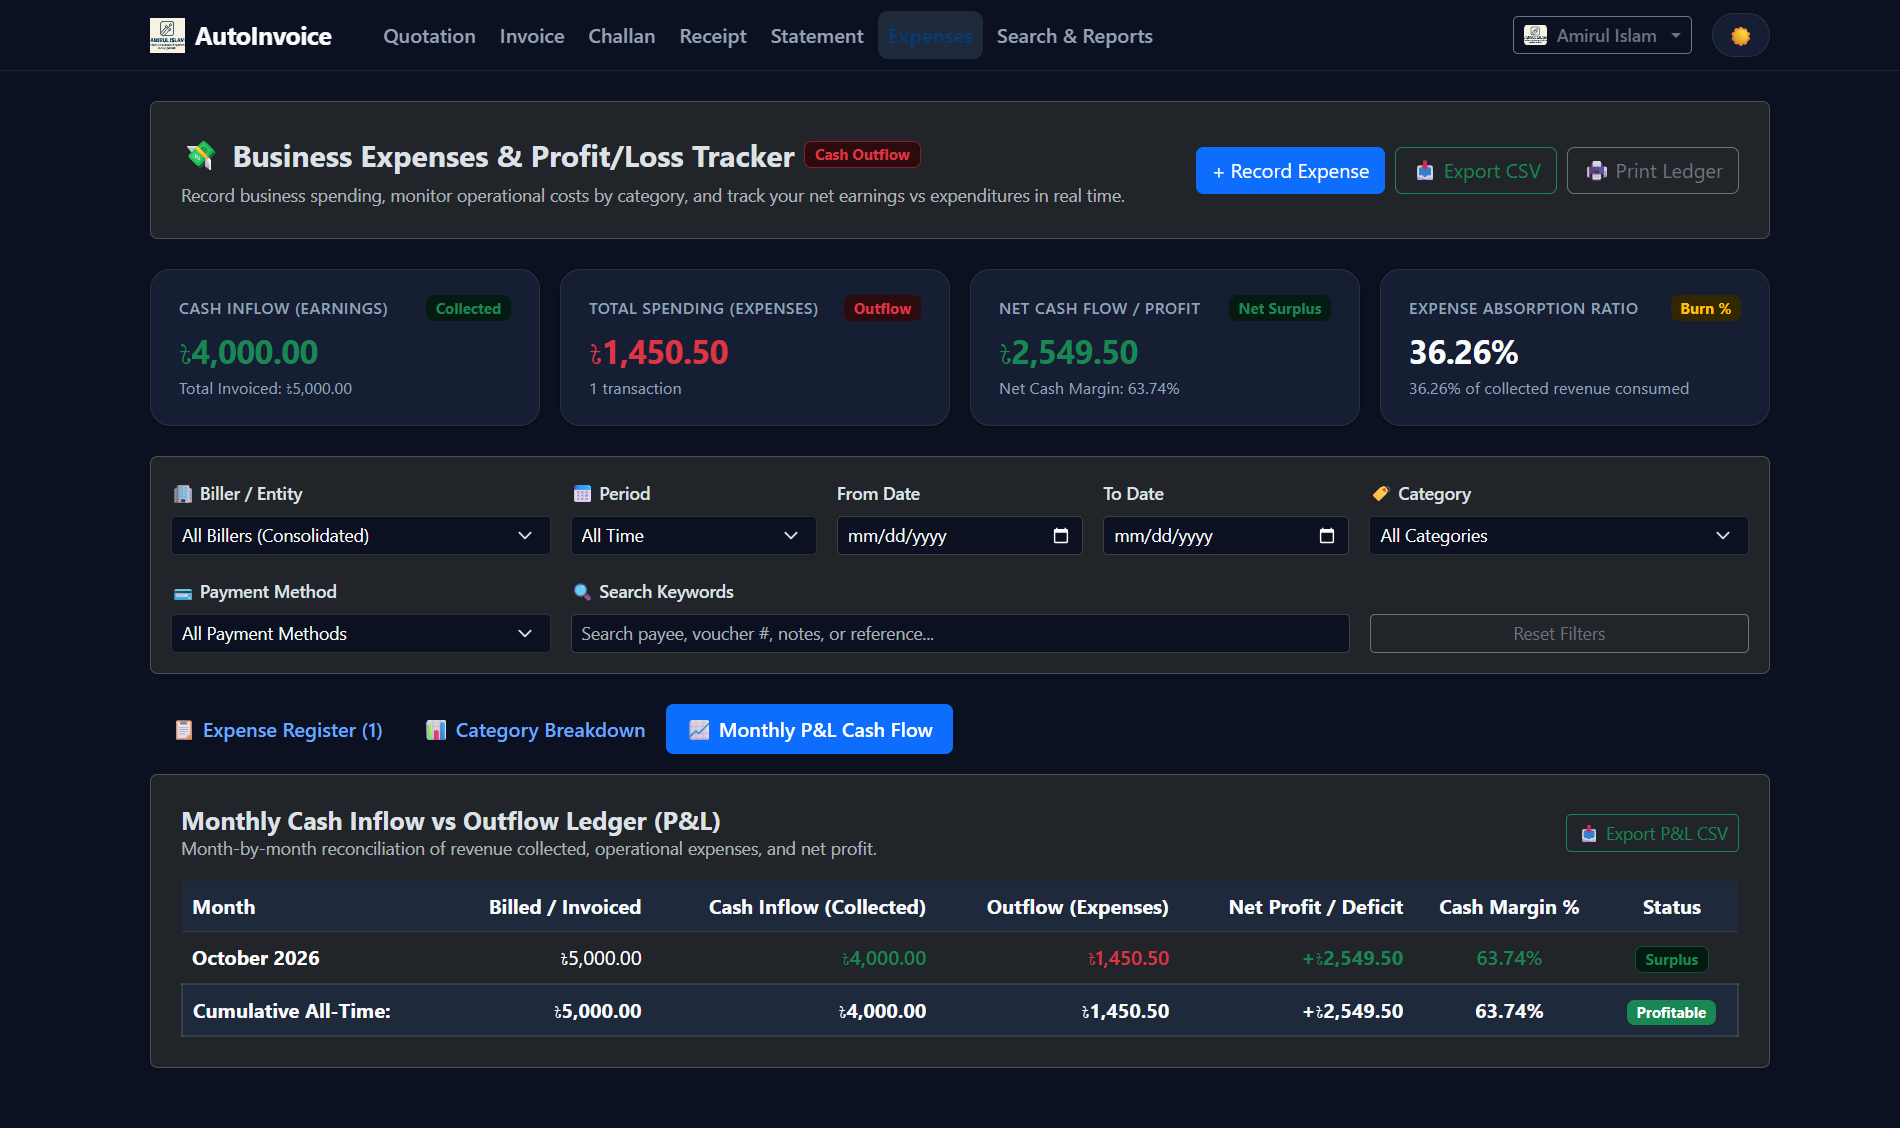 AutoInvoice Quotation Invoice Challan Receipt Statement Expenses Search & Reports Amirul Islam
Business Expenses & Profit/Loss Tracker Cash Outflow
Record business spending, monitor operational costs by category, and track your net earnings vs expenditures in real time.
+ Record Expense Export CSV Print Ledger
CASH INFLOW (EARNINGS) Collected
৳4,000.00
Total Invoiced: ৳5,000.00
TOTAL SPENDING (EXPENSES) Outflow
৳1,450.50
1 transaction
NET CASH FLOW / PROFIT Net Surplus
৳2,549.50
Net Cash Margin: 63.74%
EXPENSE ABSORPTION RATIO Burn %
36.26%
36.26% of collected revenue consumed
Biller / Entity Period From Date To Date Category
All Billers (Consolidated) All Time mm/dd/yyyy mm/dd/yyyy All Categories
Payment Method Search Keywords
All Payment Methods Search payee, voucher #, notes, or reference... Reset Filters
Expense Register (1) Category Breakdown Monthly P&L Cash Flow
Monthly Cash Inflow vs Outflow Ledger (P&L)
Month-by-month reconciliation of revenue collected, operational expenses, and net profit.
Export P&L CSV
Month Billed / Invoiced Cash Inflow (Collected) Outflow (Expenses) Net Profit / Deficit Cash Margin % Status
October 2026 ৳5,000.00 ৳4,000.00 ৳1,450.50 +৳2,549.50 63.74% Surplus
Cumulative All-Time: ৳5,000.00 ৳4,000.00 ৳1,450.50 +৳2,549.50 63.74% Profitable